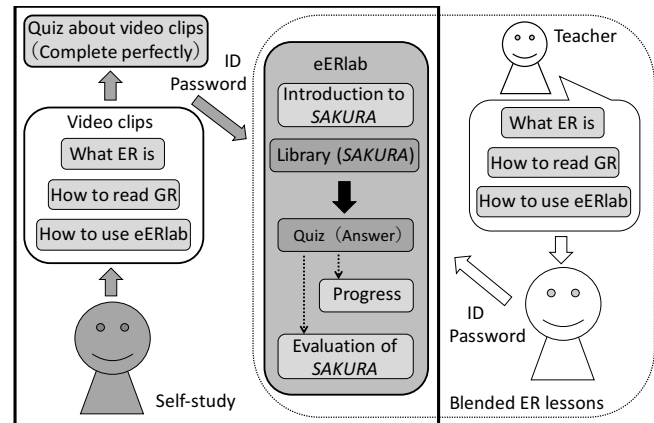 Quiz about video clips
（Complete perfectly）
ID
Password
Video clips
What ER is
How to read GR
How to use eERlab
Self-study
eERlab
Introduction to
SAKURA
Library (SAKURA)
Quiz（Answer）
Progress
Evaluation of
SAKURA
Teacher
What ER is
How to read GR
How to use eERlab
ID
Password
Blended ER lessons